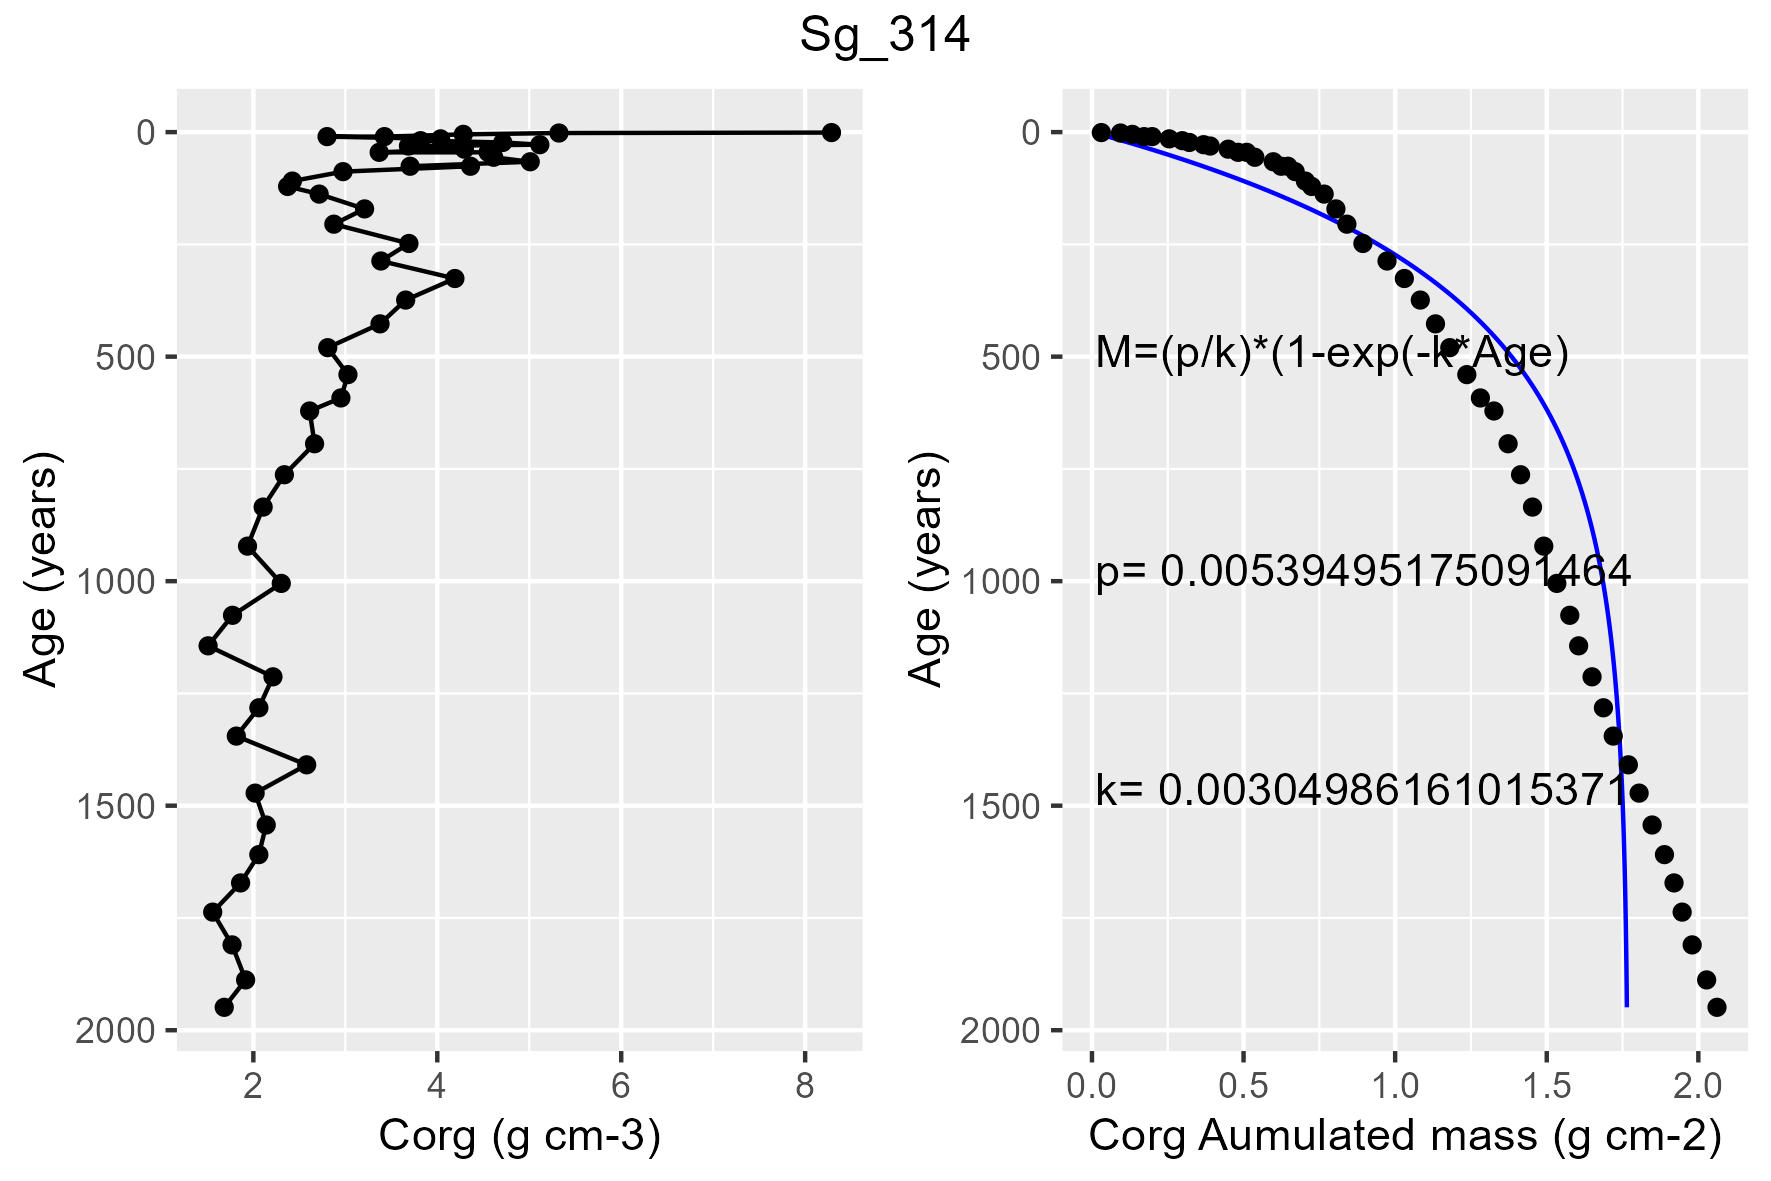 Sg_314
Age (years)
0
500
1000
1500
2000
2
4
6
8
Corg (g cm-3)
Age (years)
0
500
1000
1500
2000
M=(p/k)*(1-exp(-k*Age)
p= 0.00539495175091464
k= 0.00304986161015371
0.0
0.5
1.0
1.5
2.0
Corg Aumulated mass (g cm-2)